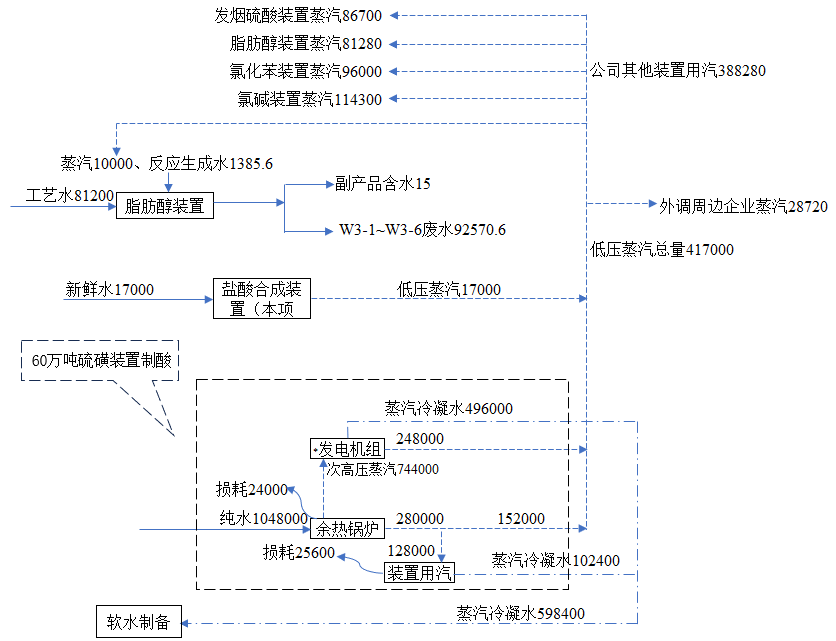 发烟硫酸装置蒸汽86700
脂肪醇装置蒸汽81280
氯化苯装置蒸汽96000
公司其他装置用汽388280
氯碱装置蒸汽114300
蒸汽10000、反应生成水1385.6
工艺水81200
脂肪醇装置
副产品含水15
外调周边企业蒸汽28720
W3-1~W3-6废水92570.6
低压蒸汽总量417000
新鲜水17000
盐酸合成装
置（本项
低压蒸汽17000
60万吨硫磺装置制酸
蒸汽冷凝水496000
发电机组
248000
次高压蒸汽744000
损耗24000
纯水1048000
余热锅炉
280000
152000
损耗25600
128000
蒸汽冷凝水102400
装置用汽
蒸汽冷凝水598400
软水制备